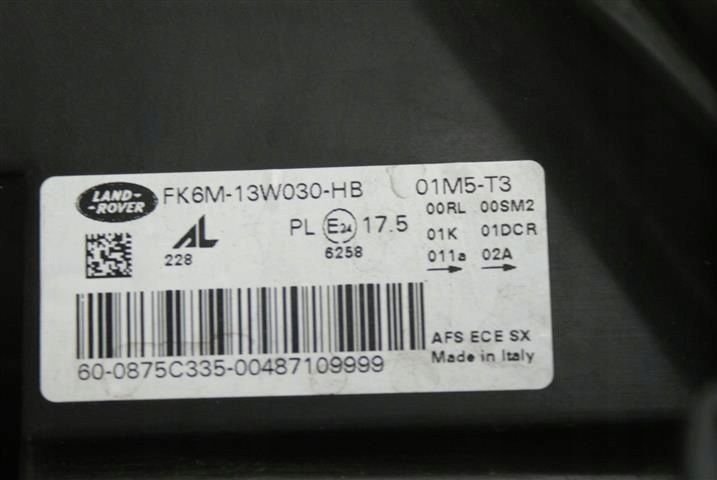 LAND-
-ROVER
FK6M-13W030-HB 01M5-T3
AL
228
PL E24 17.5
6258
00RL 00SM2
01K 01DCR
011a 02A
60-0875C335-00487109999
AFS ECE SX
Made in Italy